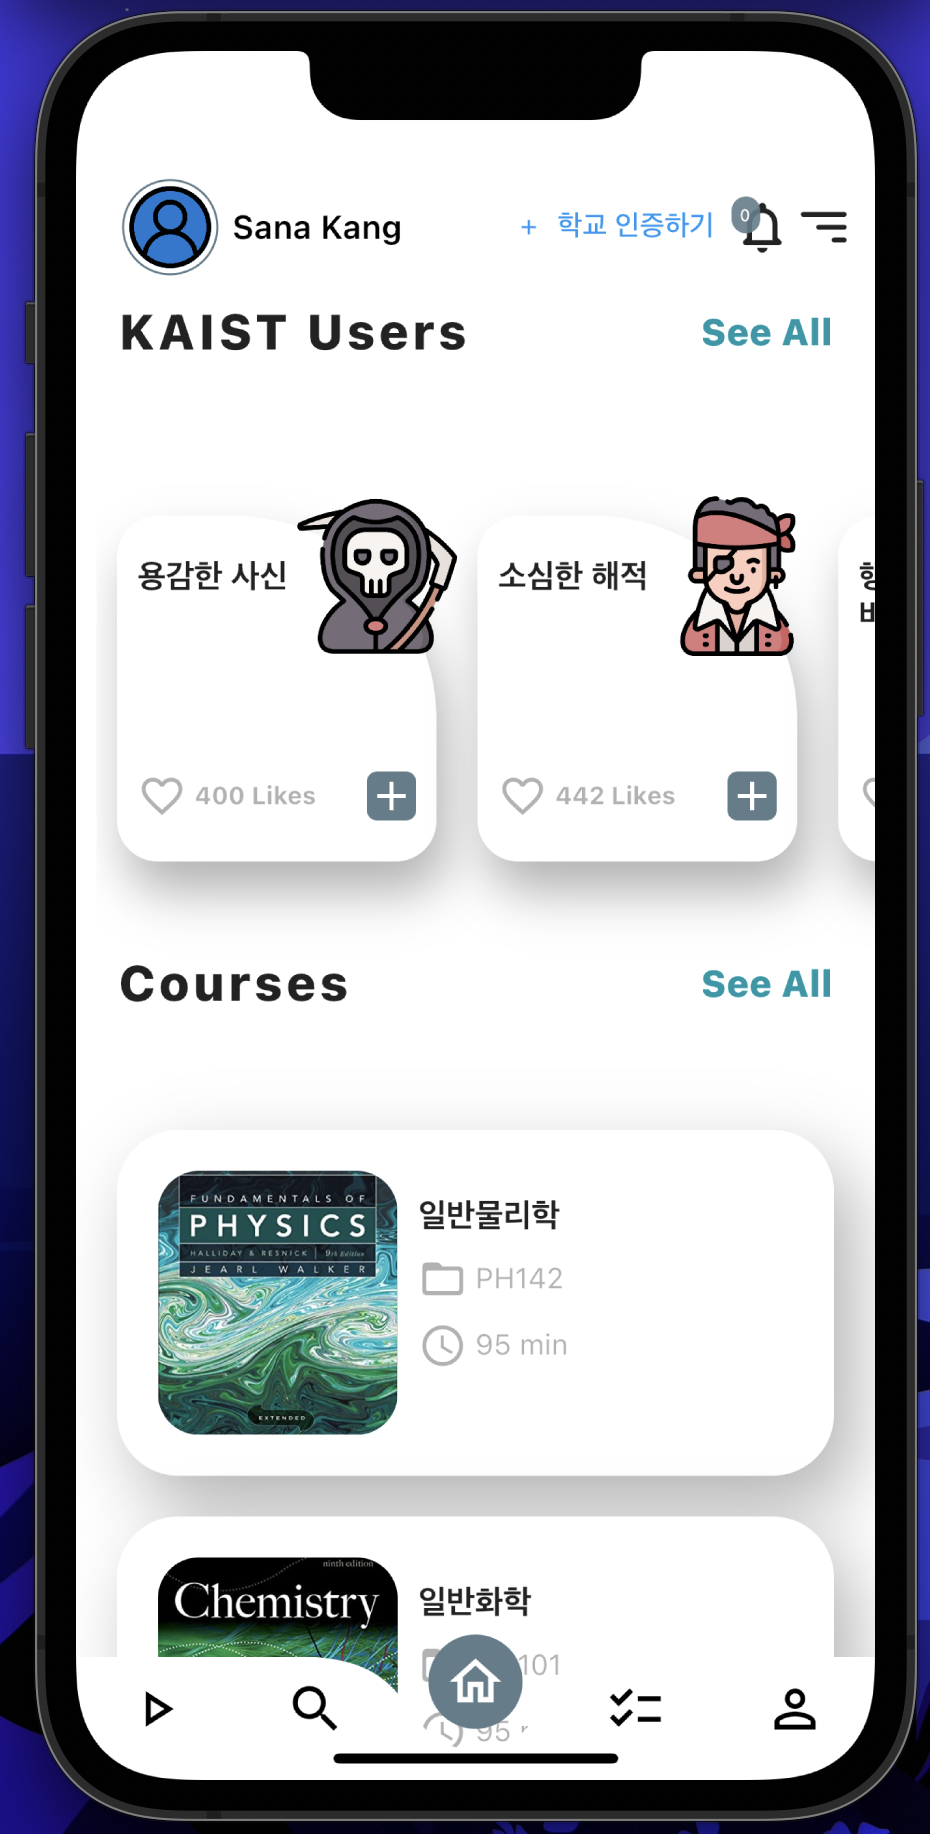 Sana Kang
+ 학교 인증하기
0
KAIST Users
See All
용감한 사신
400 Likes
소심한 해적
442 Likes
Courses
See All
FUNDAMENTALS OF
PHYSICS
HALLIDAY & RESNICK | 9th Edition
JEARL WALKER
EXTENDED
일반물리학
PH142
95 min
ninth edition
Chemistry
일반화학
101
95